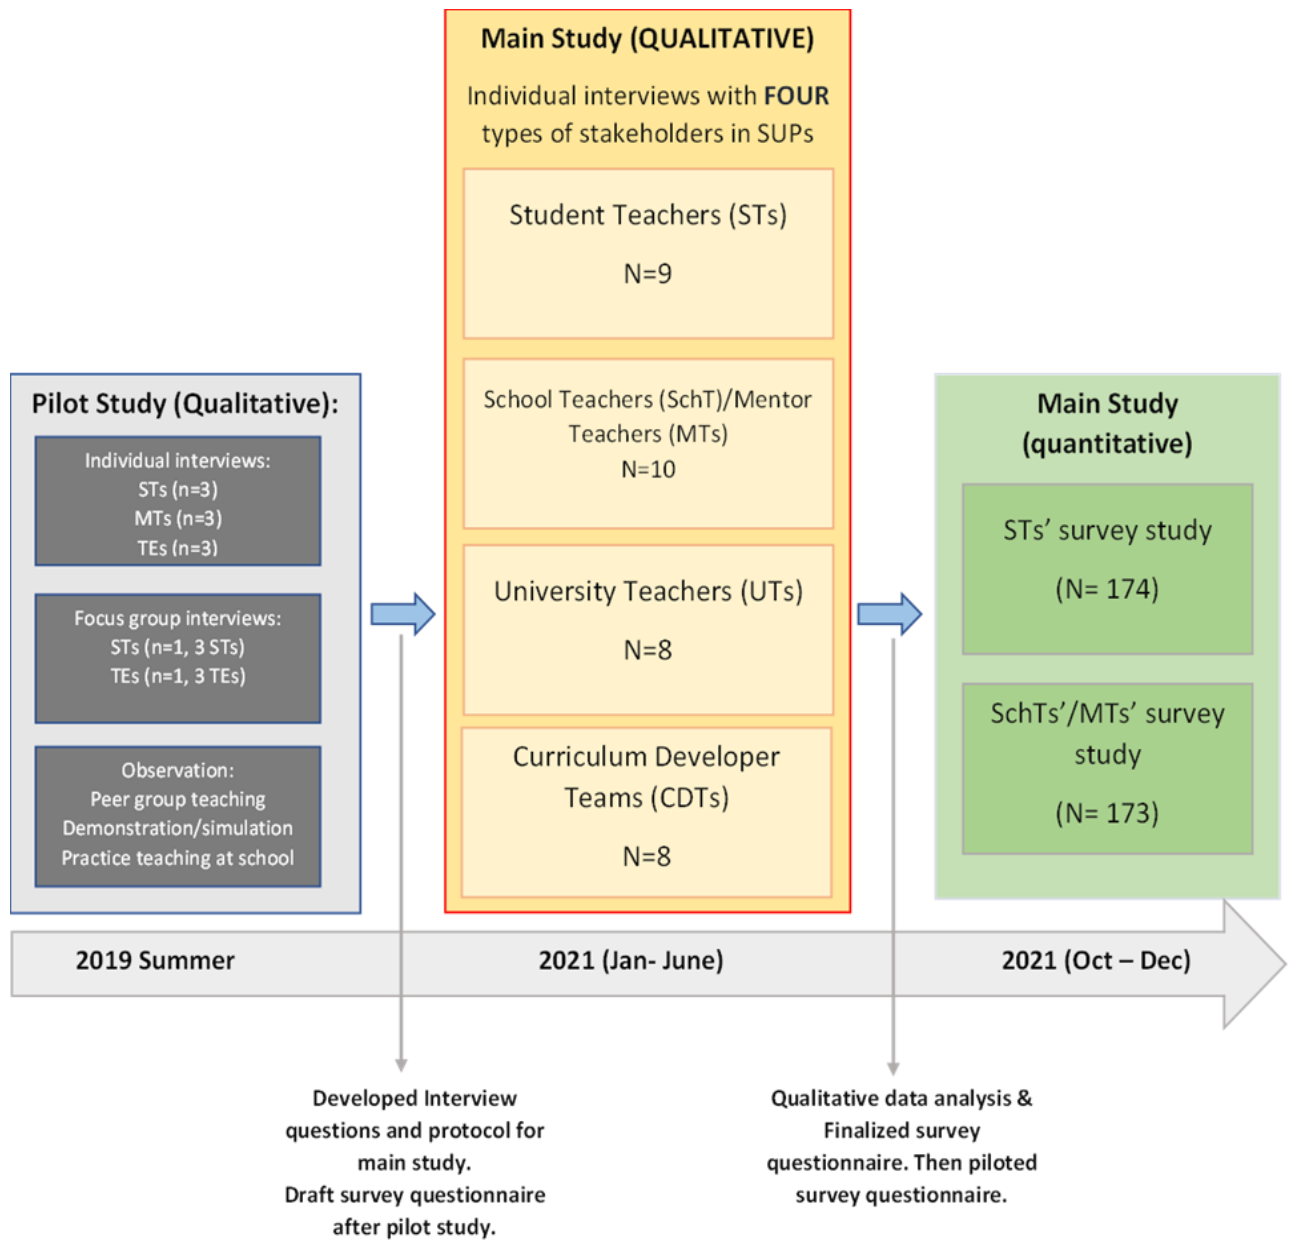 Pilot Study (Qualitative):
Individual interviews:
STs (n=3)
MTs (n=3)
TEs (n=3)
Focus group interviews:
STs (n=1, 3 STs)
TEs (n=1, 3 TEs)
Observation:
Peer group teaching
Demonstration/simulation
Practice teaching at school
Main Study (QUALITATIVE)
Individual interviews with FOUR
types of stakeholders in SUPs
Student Teachers (STs)
N=9
School Teachers (SchT)/Mentor
Teachers (MTs)
N=10
University Teachers (UTs)
N=8
Curriculum Developer
Teams (CDTs)
N=8
Main Study
(quantitative)
STs’ survey study
(N= 174)
SchTs’/MTs’ survey
study
(N= 173)
2019 Summer
2021 (Jan- June)
2021 (Oct – Dec)
Developed Interview
questions and protocol for
main study.
Draft survey questionnaire
after pilot study.
Qualitative data analysis &
Finalized survey
questionnaire. Then piloted
survey questionnaire.